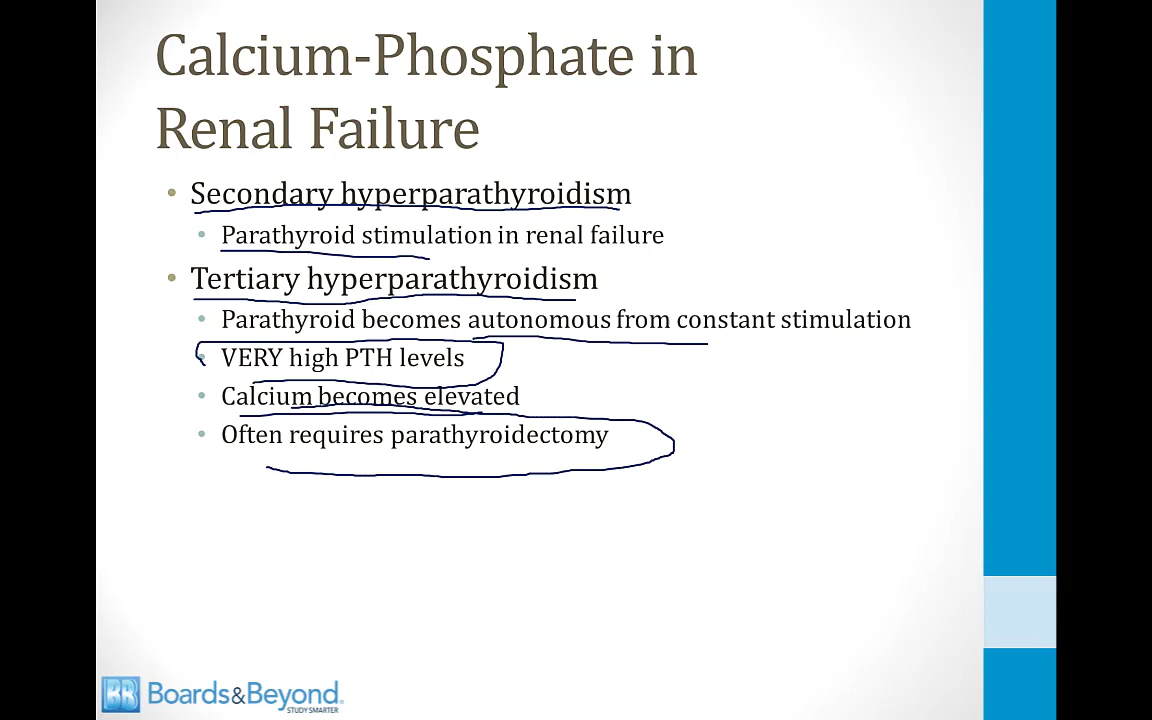 Calcium-Phosphate in
Renal Failure
• Secondary hyperparathyroidism
• Parathyroid stimulation in renal failure
• Tertiary hyperparathyroidism
• Parathyroid becomes autonomous from constant stimulation
• VERY high PTH levels
• Calcium becomes elevated
• Often requires parathyroidectomy
BB Boards&Beyond.
STUDY SMARTER